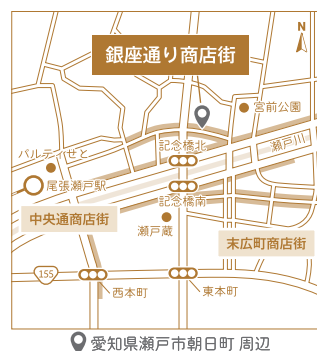 N
銀座通り商店街
宮前公園
記念橋北
瀬戸川
パルティせと
尾張瀬戸駅
記念橋南
中央通商店街
瀬戸蔵
末広町商店街
155
西本町
東本町
愛知県瀬戸市朝日町 周辺